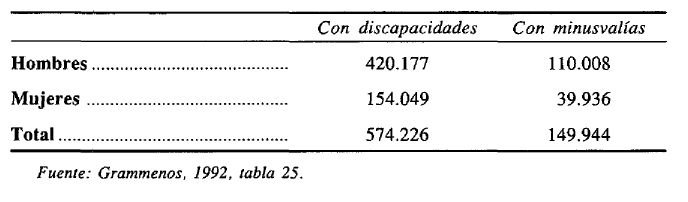 Con discapacidades Con minusvalías
Hombres ........................................... 420.177 110.008
Mujeres ............................................ 154.049 39.936
Total ................................................. 574.226 149.944
Fuente: Grammenos, 1992, tabla 25.